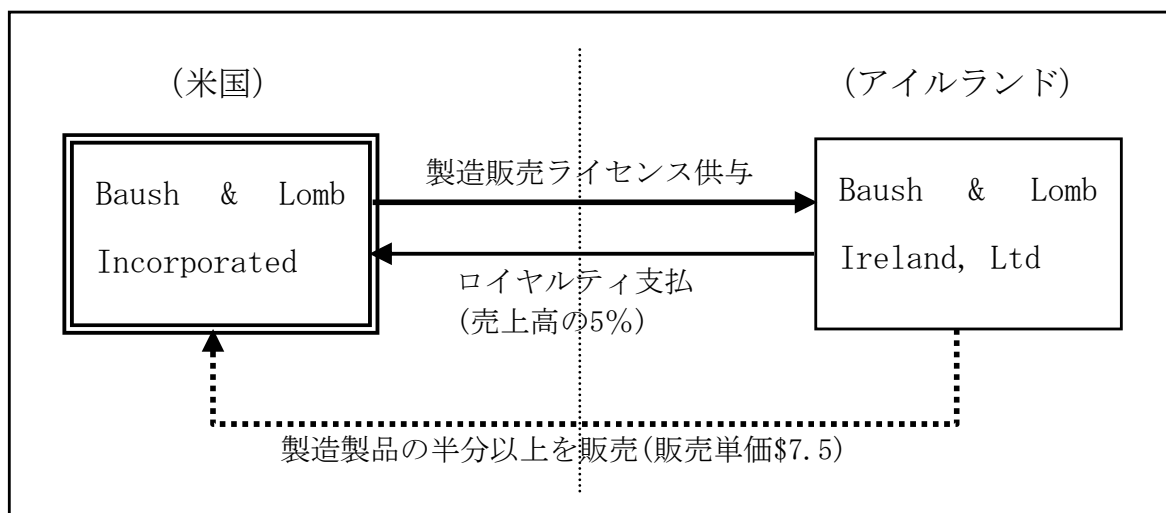 (米国)
(アイルランド)
Baush & Lomb
Incorporated
製造販売ライセンス供与
ロイヤルティ支払
(売上高の5%)
Baush & Lomb
Ireland, Ltd
製造製品の半分以上を販売(販売単価$7.5)